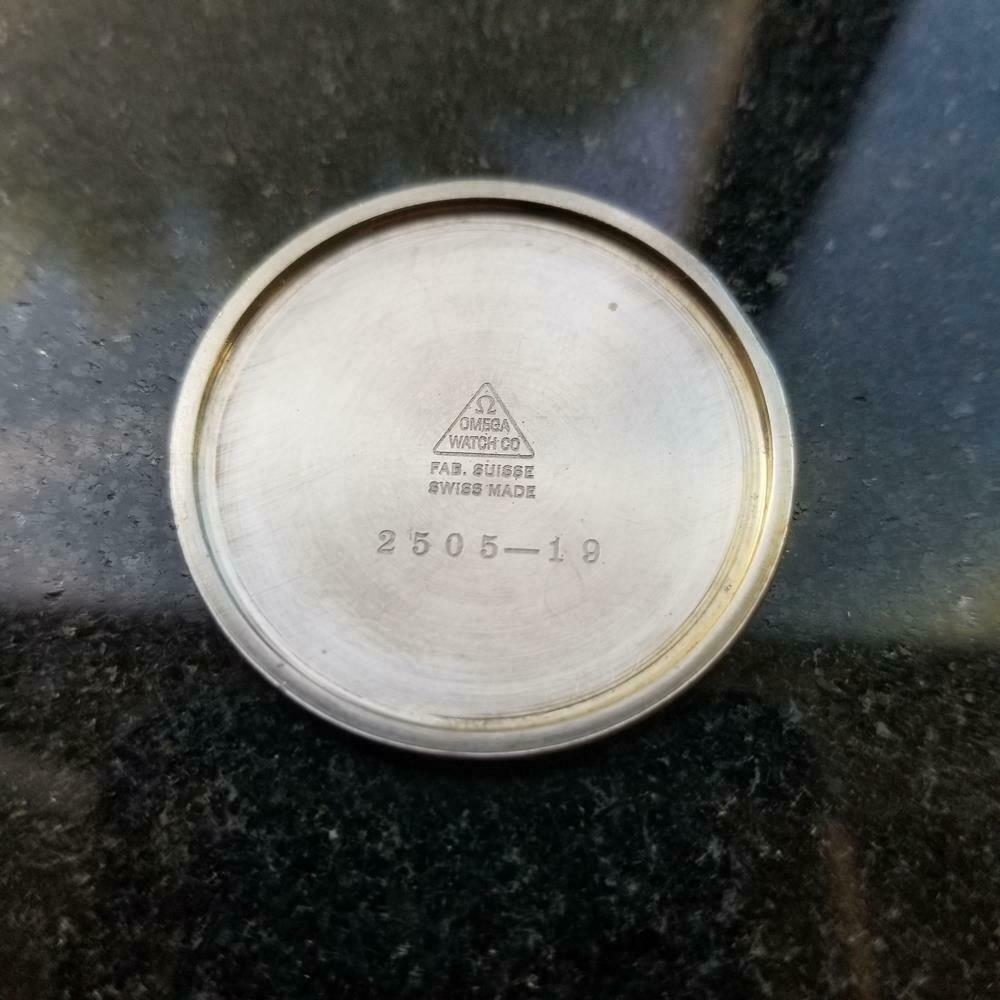 Ω
OMEGA
WATCH CO
FAB. SUISSE
SWISS MADE
2505—19